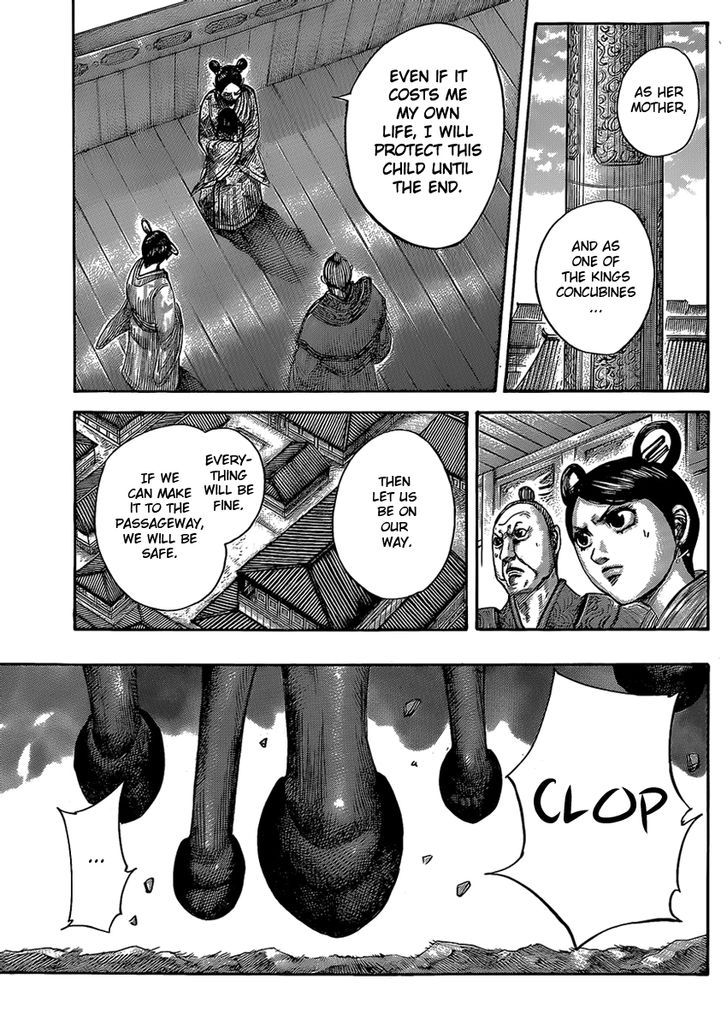 AS HER
MOTHER,
AND AS
ONE OF
THE KINGS
CONCUBINES
...
EVEN IF IT
COSTS ME
MY OWN
LIFE, I WILL
PROTECT THIS
CHILD UNTIL
THE END.
THEN
LET US
BE ON
OUR
WAY.
EVERY-
THING
WILL BE
FINE.
IF WE
CAN MAKE
IT TO THE
PASSAGEWAY,
WE WILL
BE SAFE.
CLOP
...